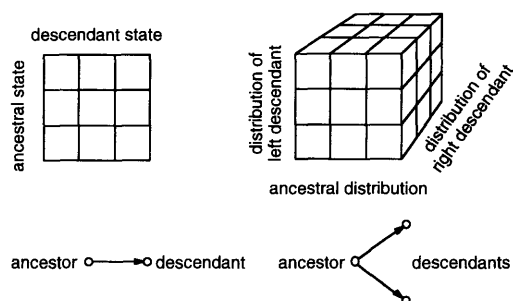 descendant state
ancestral state
distribution of
left descendant
distribution of
right descendant
ancestral distribution
ancestor
descendant
ancestor
descendants